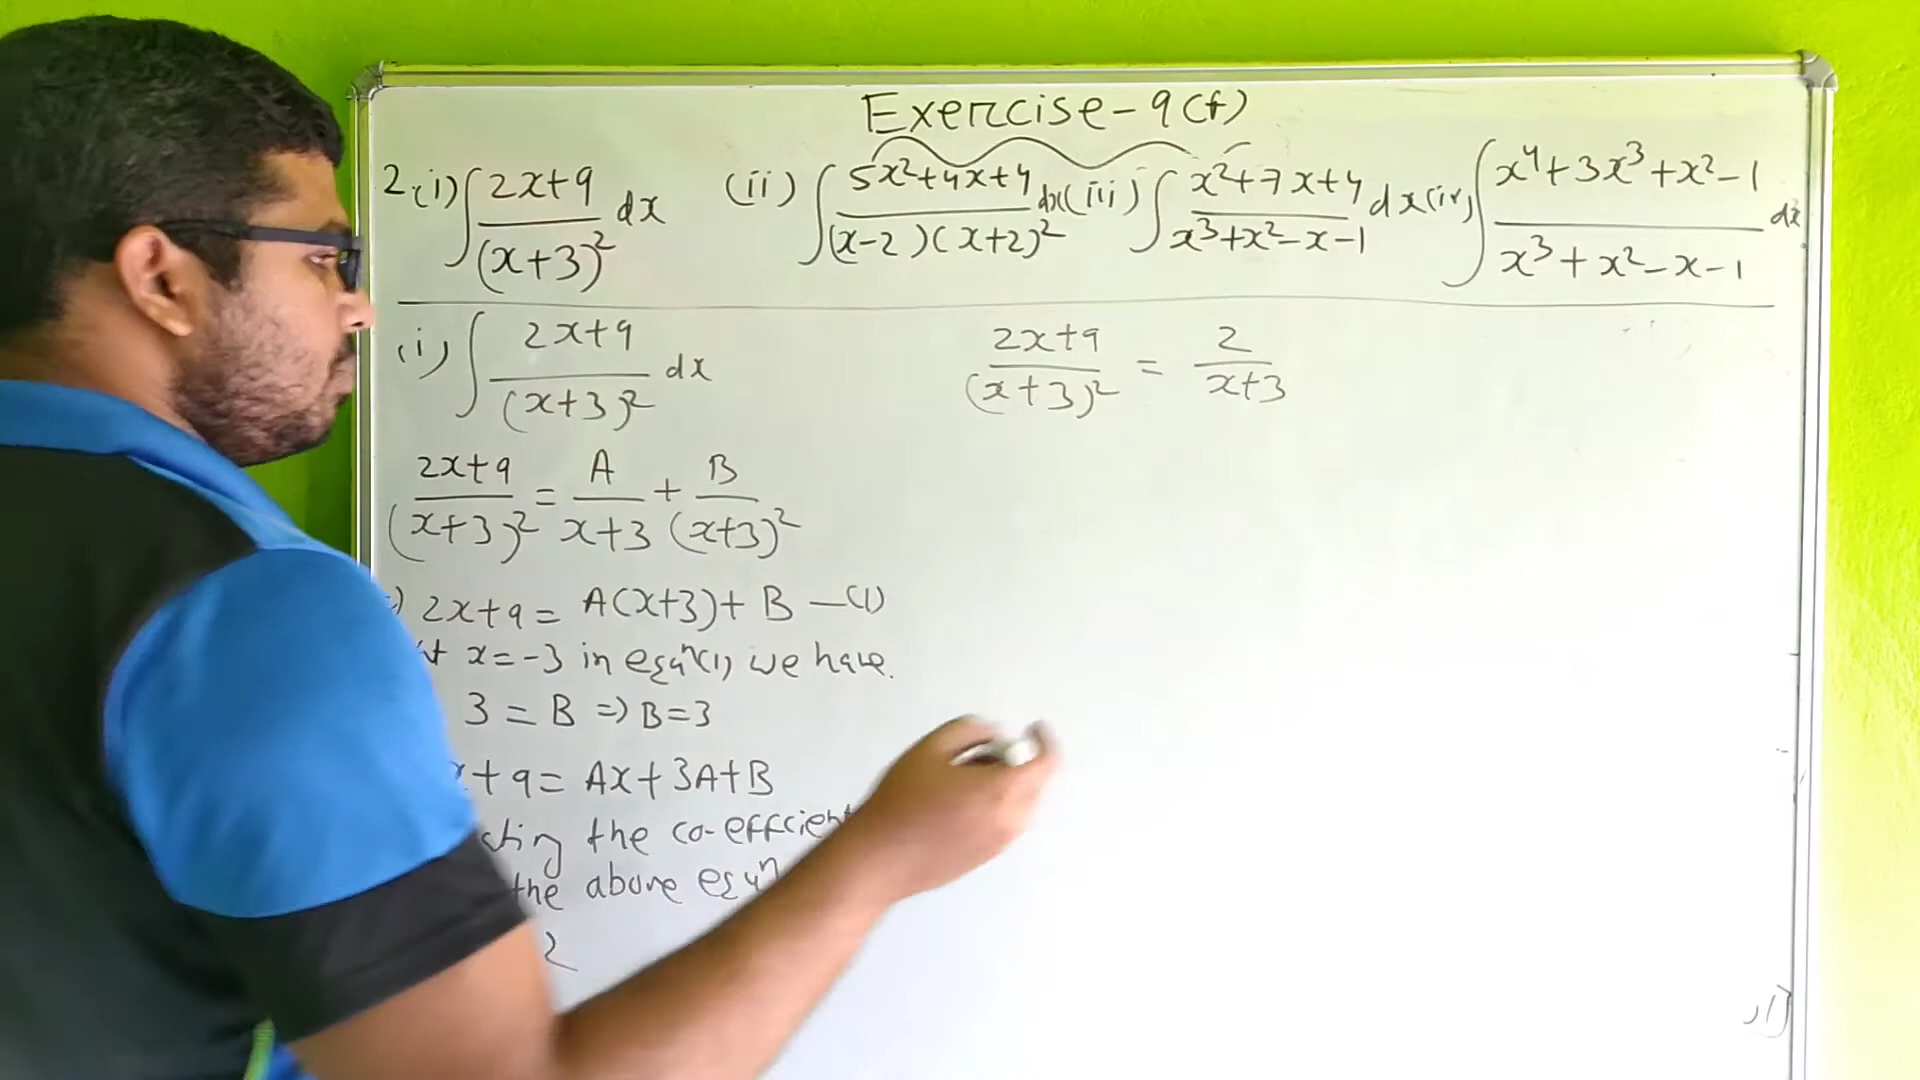 Exercise-9(f)
2(i) ∫ 2x+9/(x+3)² dx (ii) ∫ 5x²+4x+4/(x-2)(x+2)² dx (iii) ∫ x²+7x+4/x³+x²-x-1 dx (iv) ∫ x⁴+3x³+x²-1/x³+x²-x-1 dx
(i) ∫ 2x+9/(x+3)² dx
2x+9/(x+3)² = A/x+3 + B/(x+3)²
2x+9 = A(x+3)+ B —(1)
x=-3 in eqⁿ(1) we have.
3 = B => B=3
+9= Ax+3A+B
the co-efficient
the above eqⁿ
2
2x+9/(x+3)² = 2/x+3